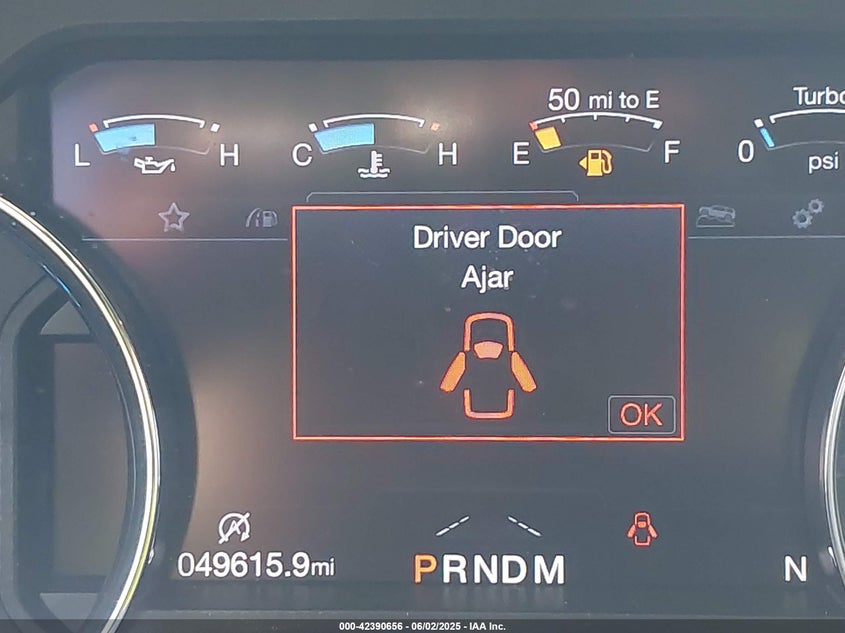 50 mi to E
Turbo
L H C H E F 0
psi
Driver Door
Ajar
OK
049615.9mi
PRNDM
N
000-42390656 - 06/02/2025 - IAA Inc.